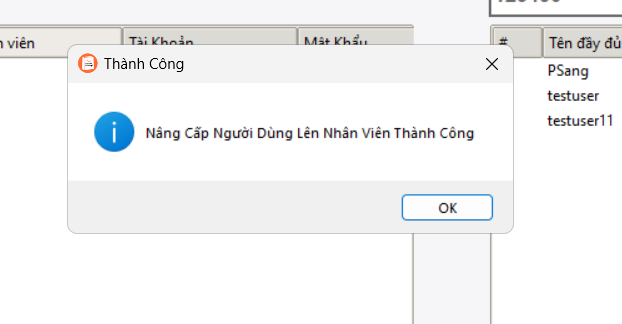 viên
Tài Khoản
Mật Khẩu
#
Tên đầy đủ
Thành Công
PSang
testuser
testuser11
Nâng Cấp Người Dùng Lên Nhân Viên Thành Công
OK